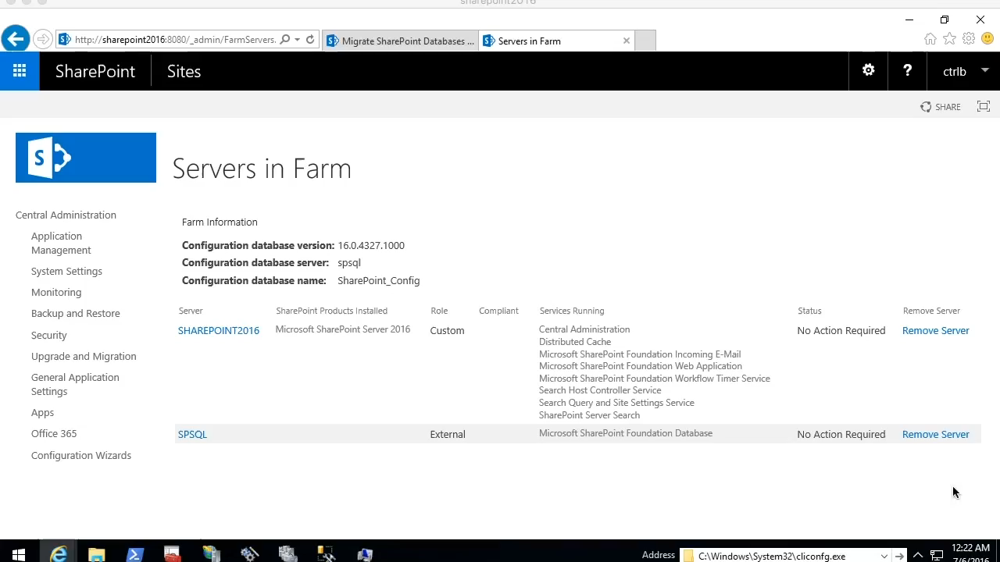 sharepoint2016
http://sharepoint2016:8080/_admin/FarmServers.
Migrate SharePoint Databases ...
Servers in Farm
SharePoint
Sites
?
ctrlb
SHARE
S
Servers in Farm
Central Administration
Application
Management
System Settings
Monitoring
Backup and Restore
Security
Upgrade and Migration
General Application
Settings
Apps
Office 365
Configuration Wizards
Farm Information
Configuration database version: 16.0.4327.1000
Configuration database server: spsql
Configuration database name: SharePoint_Config
Server SharePoint Products Installed Role Compliant Services Running Status Remove Server
SHAREPOINT2016 Microsoft SharePoint Server 2016 Custom Central Administration No Action Required Remove Server
Distributed Cache
Microsoft SharePoint Foundation Incoming E-Mail
Microsoft SharePoint Foundation Web Application
Microsoft SharePoint Foundation Workflow Timer Service
Search Host Controller Service
Search Query and Site Settings Service
SharePoint Server Search
SPSQL External Microsoft SharePoint Foundation Database No Action Required Remove Server
Address C:\Windows\System32\cliconfg.exe
12:22 AM
7/6/2016